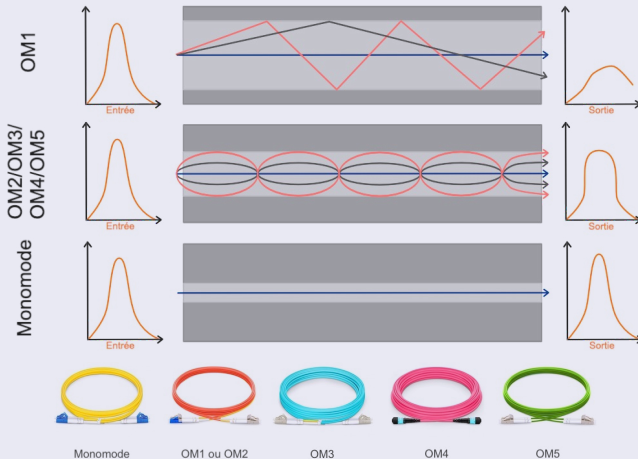 OM1
Entrée
Sortie
OM2/OM3/
OM4/OM5
Entrée
Sortie
Monomode
Entrée
Sortie
Monomode
OM1 ou OM2
OM3
OM4
OM5